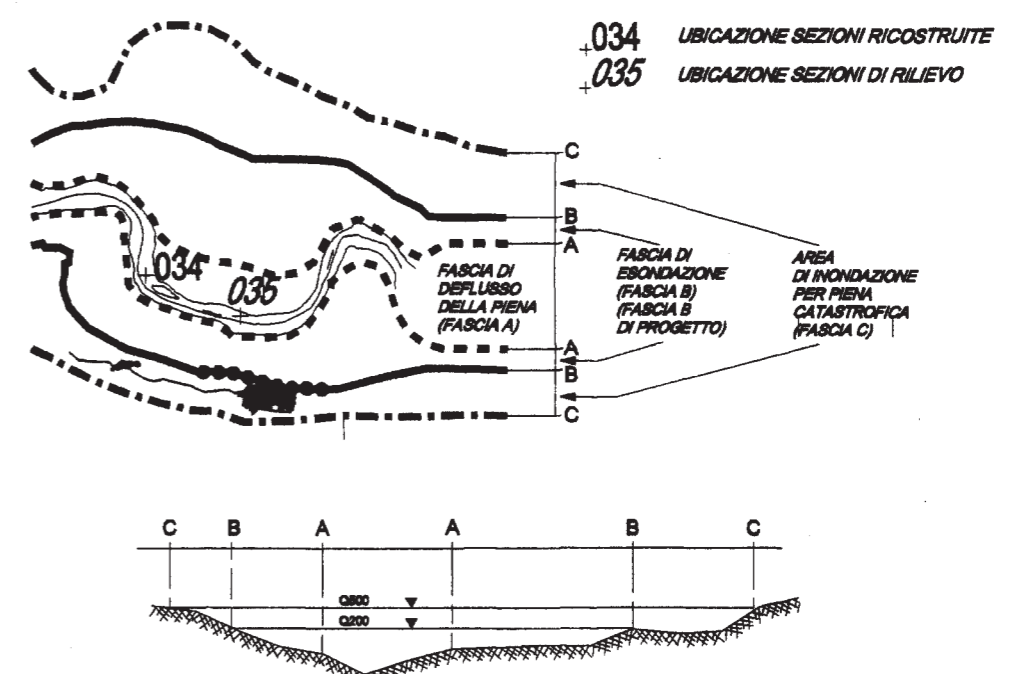 034 UBICAZIONE SEZIONI RICOSTRUITE
035 UBICAZIONE SEZIONI DI RILIEVO
C
B
A
034
035
FASCIA DI
DEFLUSSO
DELLA PIENA
(FASCIA A)
FASCIA DI
ESONDAZIONE
(FASCIA B)
(FASCIA B
DI PROGETTO)
AREA
DI INONDAZIONE
PER PIENA
CATASTROFICA
(FASCIA C)
A
B
C
C B A A B C
Q500
Q200